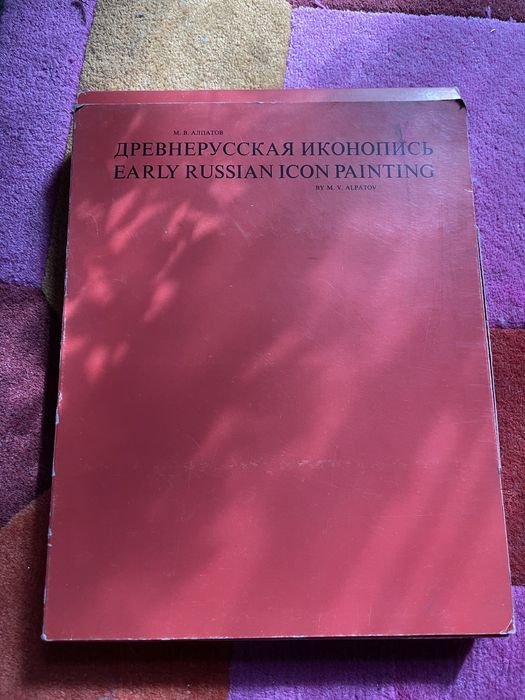 М. В. АЛПАТОВ
ДРЕВНЕРУССКАЯ ИКОНОПИСЬ
EARLY RUSSIAN ICON PAINTING
BY M. V. ALPATOV